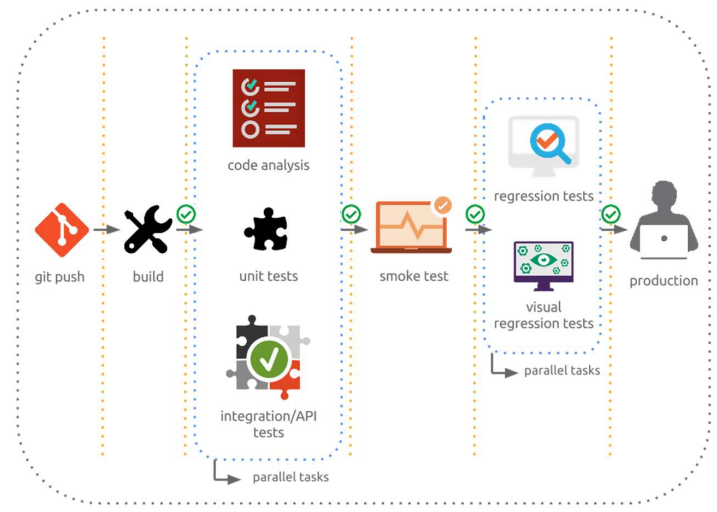 git push
build
code analysis
unit tests
integration/API
tests
parallel tasks
smoke test
regression tests
visual
regression tests
parallel tasks
production